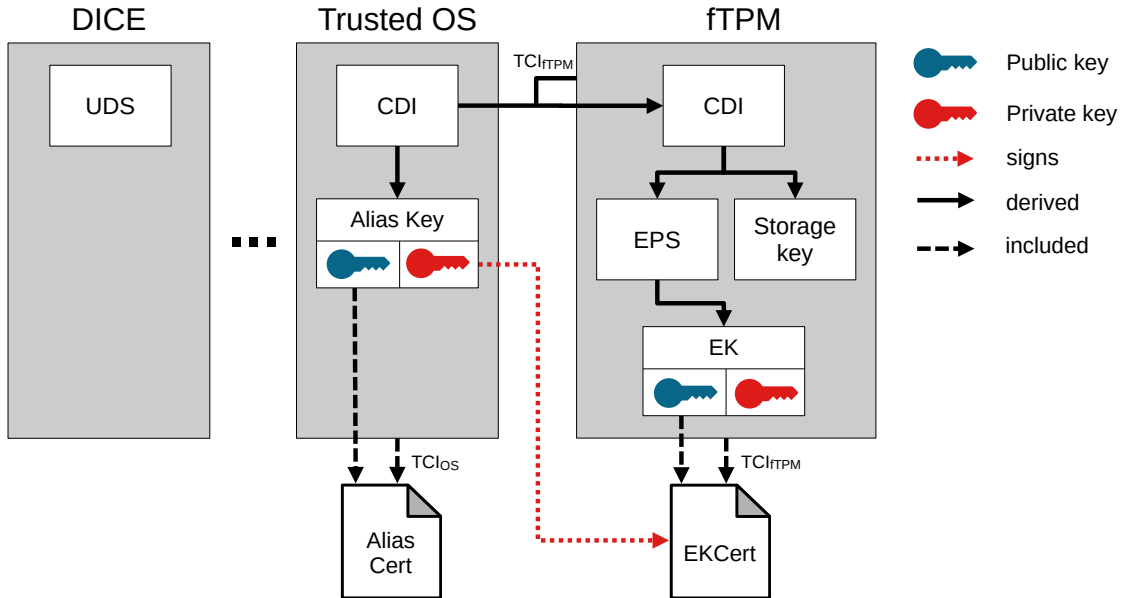 DICE
Trusted OS
fTPM
UDS
CDI
TCIfTPM
CDI
Public key
Private key
signs
derived
included
Alias Key
EPS
Storage
key
EK
TCIOS
TCIfTPM
Alias
Cert
EKCert